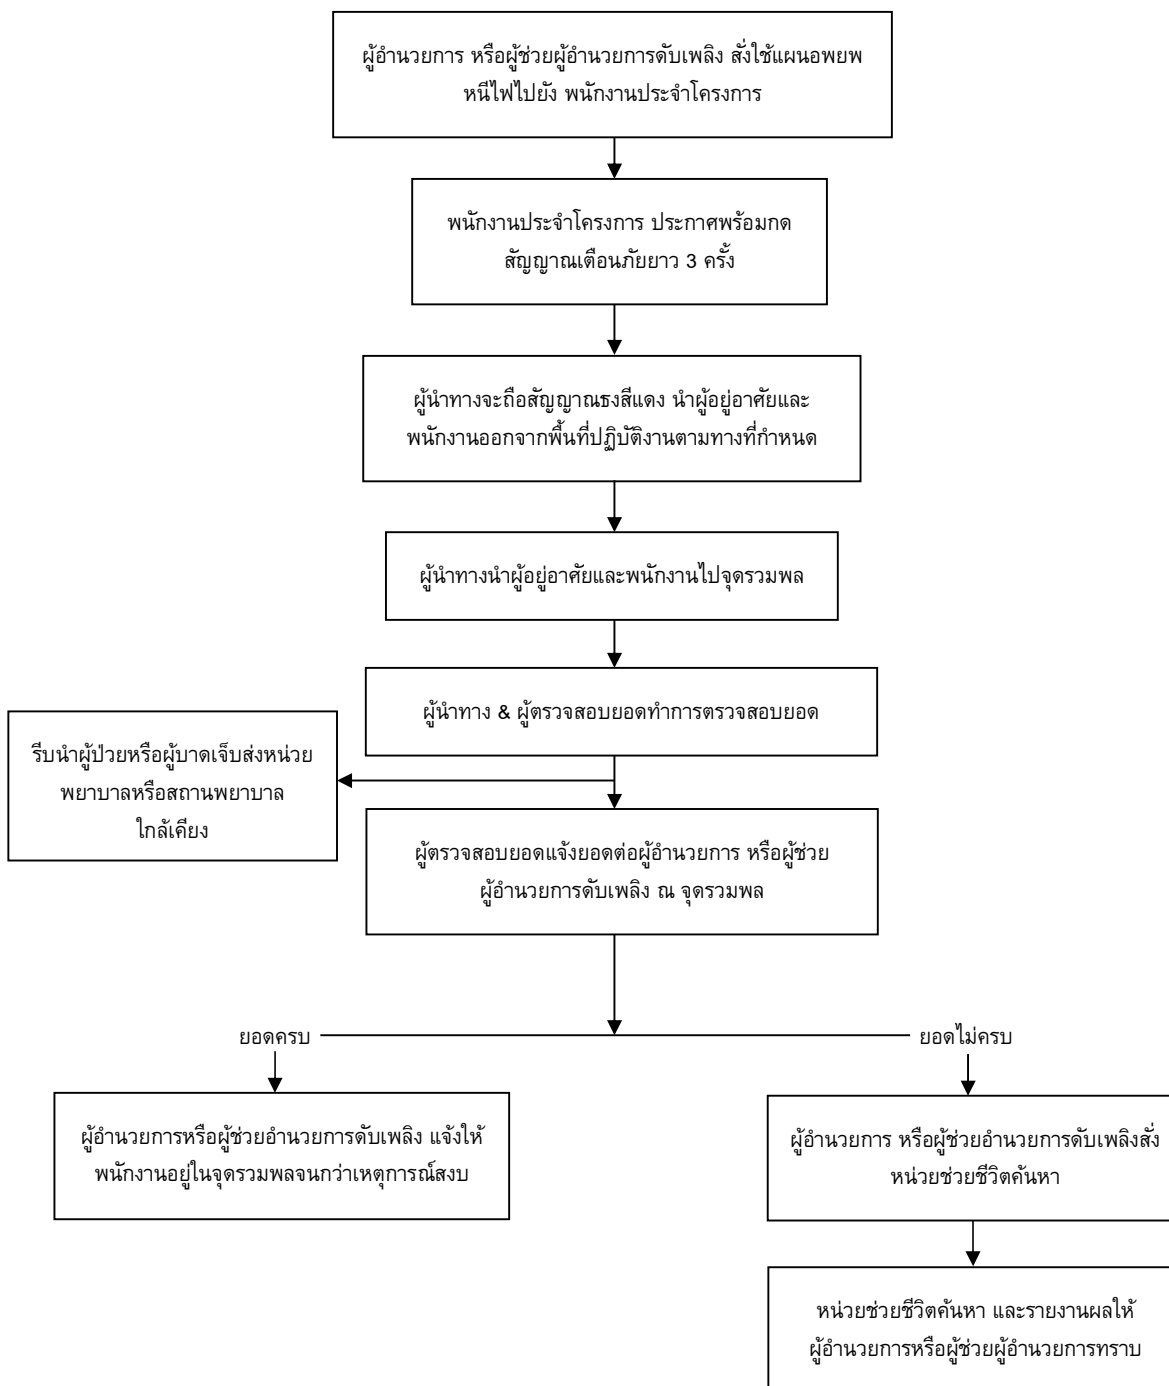 ผู้อำนวยการ หรือผู้ช่วยผู้อำนวยการดับเพลิง สั่งใช้แผนอพยพ
หนีไฟไปยัง พนักงานประจำโครงการ
พนักงานประจำโครงการ ประกาศพร้อมกด
สัญญาณเตือนภัยยาว 3 ครั้ง
ผู้นำทางจะถือสัญญาณธงสีแดง นำผู้อยู่อาศัยและ
พนักงานออกจากพื้นที่ปฏิบัติงานตามทางที่กำหนด
ผู้นำทางนำผู้อยู่อาศัยและพนักงานไปจุดรวมพล
ผู้นำทาง & ผู้ตรวจสอบยอดทำการตรวจสอบยอด
รีบนำผู้ป่วยหรือผู้บาดเจ็บส่งหน่วย
พยาบาลหรือสถานพยาบาล
ใกล้เคียง
ผู้ตรวจสอบยอดแจ้งยอดต่อผู้อำนวยการ หรือผู้ช่วย
ผู้อำนวยการดับเพลิง ณ จุดรวมพล
ยอดครบ
ยอดไม่ครบ
ผู้อำนวยการหรือผู้ช่วยอำนวยการดับเพลิง แจ้งให้
พนักงานอยู่ในจุดรวมพลจนกว่าเหตุการณ์สงบ
ผู้อำนวยการ หรือผู้ช่วยอำนวยการดับเพลิงสั่ง
หน่วยช่วยชีวิตค้นหา
หน่วยช่วยชีวิตค้นหา และรายงานผลให้
ผู้อำนวยการหรือผู้ช่วยผู้อำนวยการทราบ